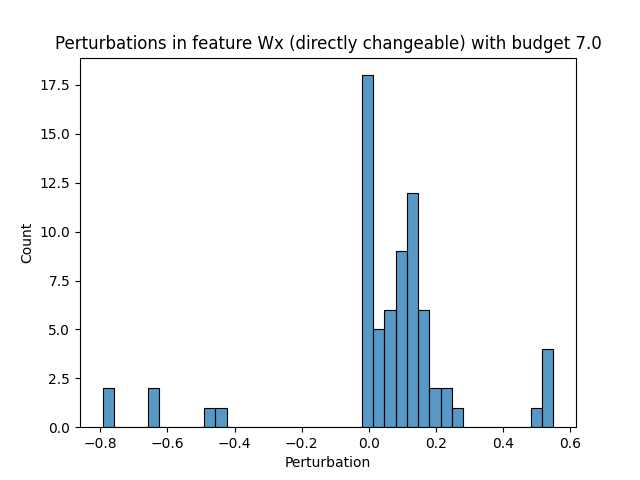 Perturbations in feature Wx (directly changeable) with budget 7.0
17.5
15.0
12.5
10.0
7.5
5.0
2.5
0.0
Count
−0.8 −0.6 −0.4 −0.2 0.0 0.2 0.4 0.6
Perturbation